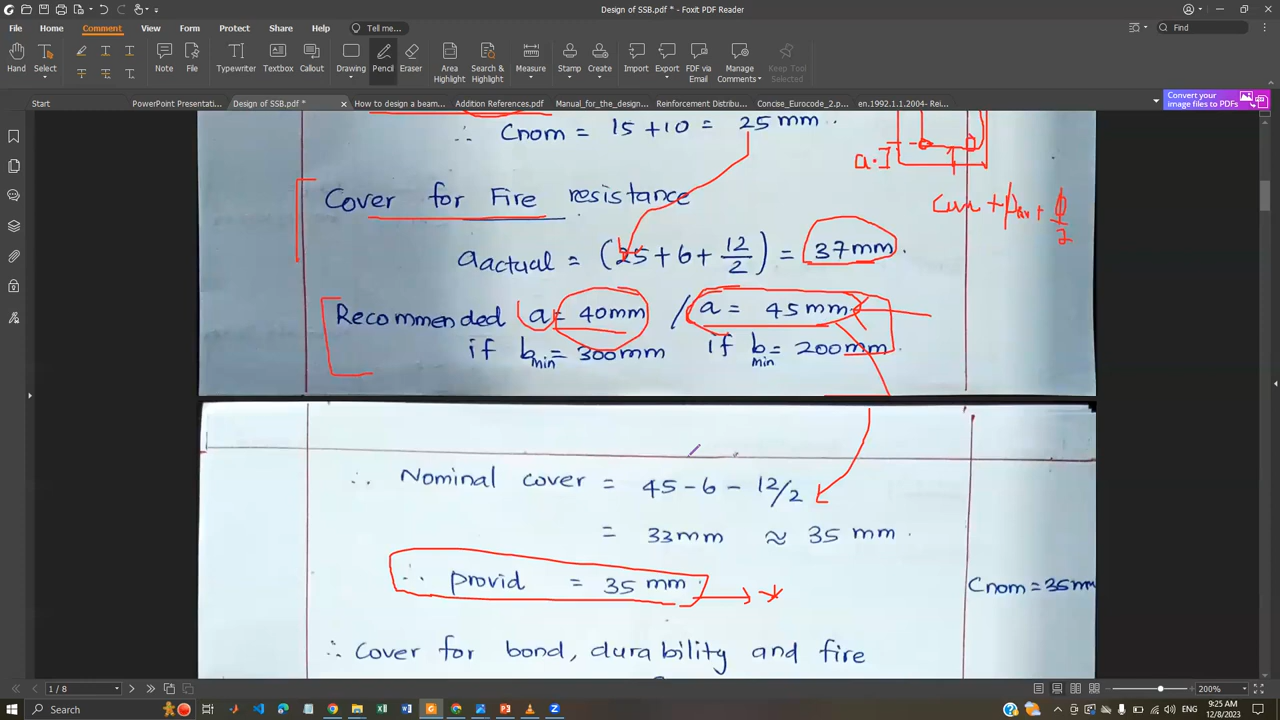 Design of SSB.pdf * - Foxit PDF Reader
File Home Comment View Form Protect Share Help Tell me... Find
Hand Select Note File Typewriter Textbox Callout Drawing Pencil Eraser Area Highlight Search & Highlight Measure Stamp Create Import Export FDF via Email Manage Comments Keep Tool Selected
Start PowerPoint Presentati... Design of SSB.pdf * How to design a beam... Addition References.pdf Manual_for_the_design... Reinforcement Distribu... Concise_Eurocode_2.p... en.1992.1.1.2004- Rei... Convert your image files to PDFs
∴ Cnom = 15 +10 = 25 mm.
a.I
Cover for Fire resistance
aactual = (25+6+12/2) = 37mm.
Recommended a = 40mm / a = 45 mm.
if bmin = 300mm if bmin = 200mm.
∴ Nominal cover = 45 - 6 - 12/2
= 33mm ≈ 35 mm.
∴ provid = 35 mm.
Cnom = 35mm
∴ Cover for bond, durability and fire
1 / 8 200%
Search 9:25 AM
ENG
12/8/2023